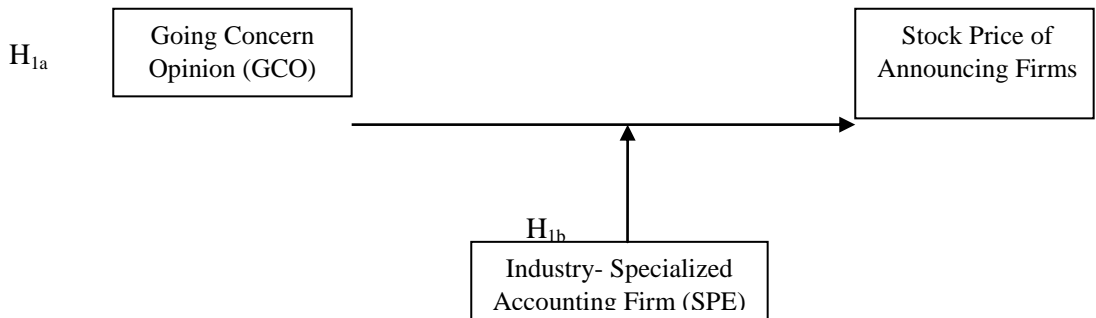 Going Concern
Opinion (GCO)
H1a
Stock Price of
Announcing Firms
H1b
Industry- Specialized
Accounting Firm (SPE)